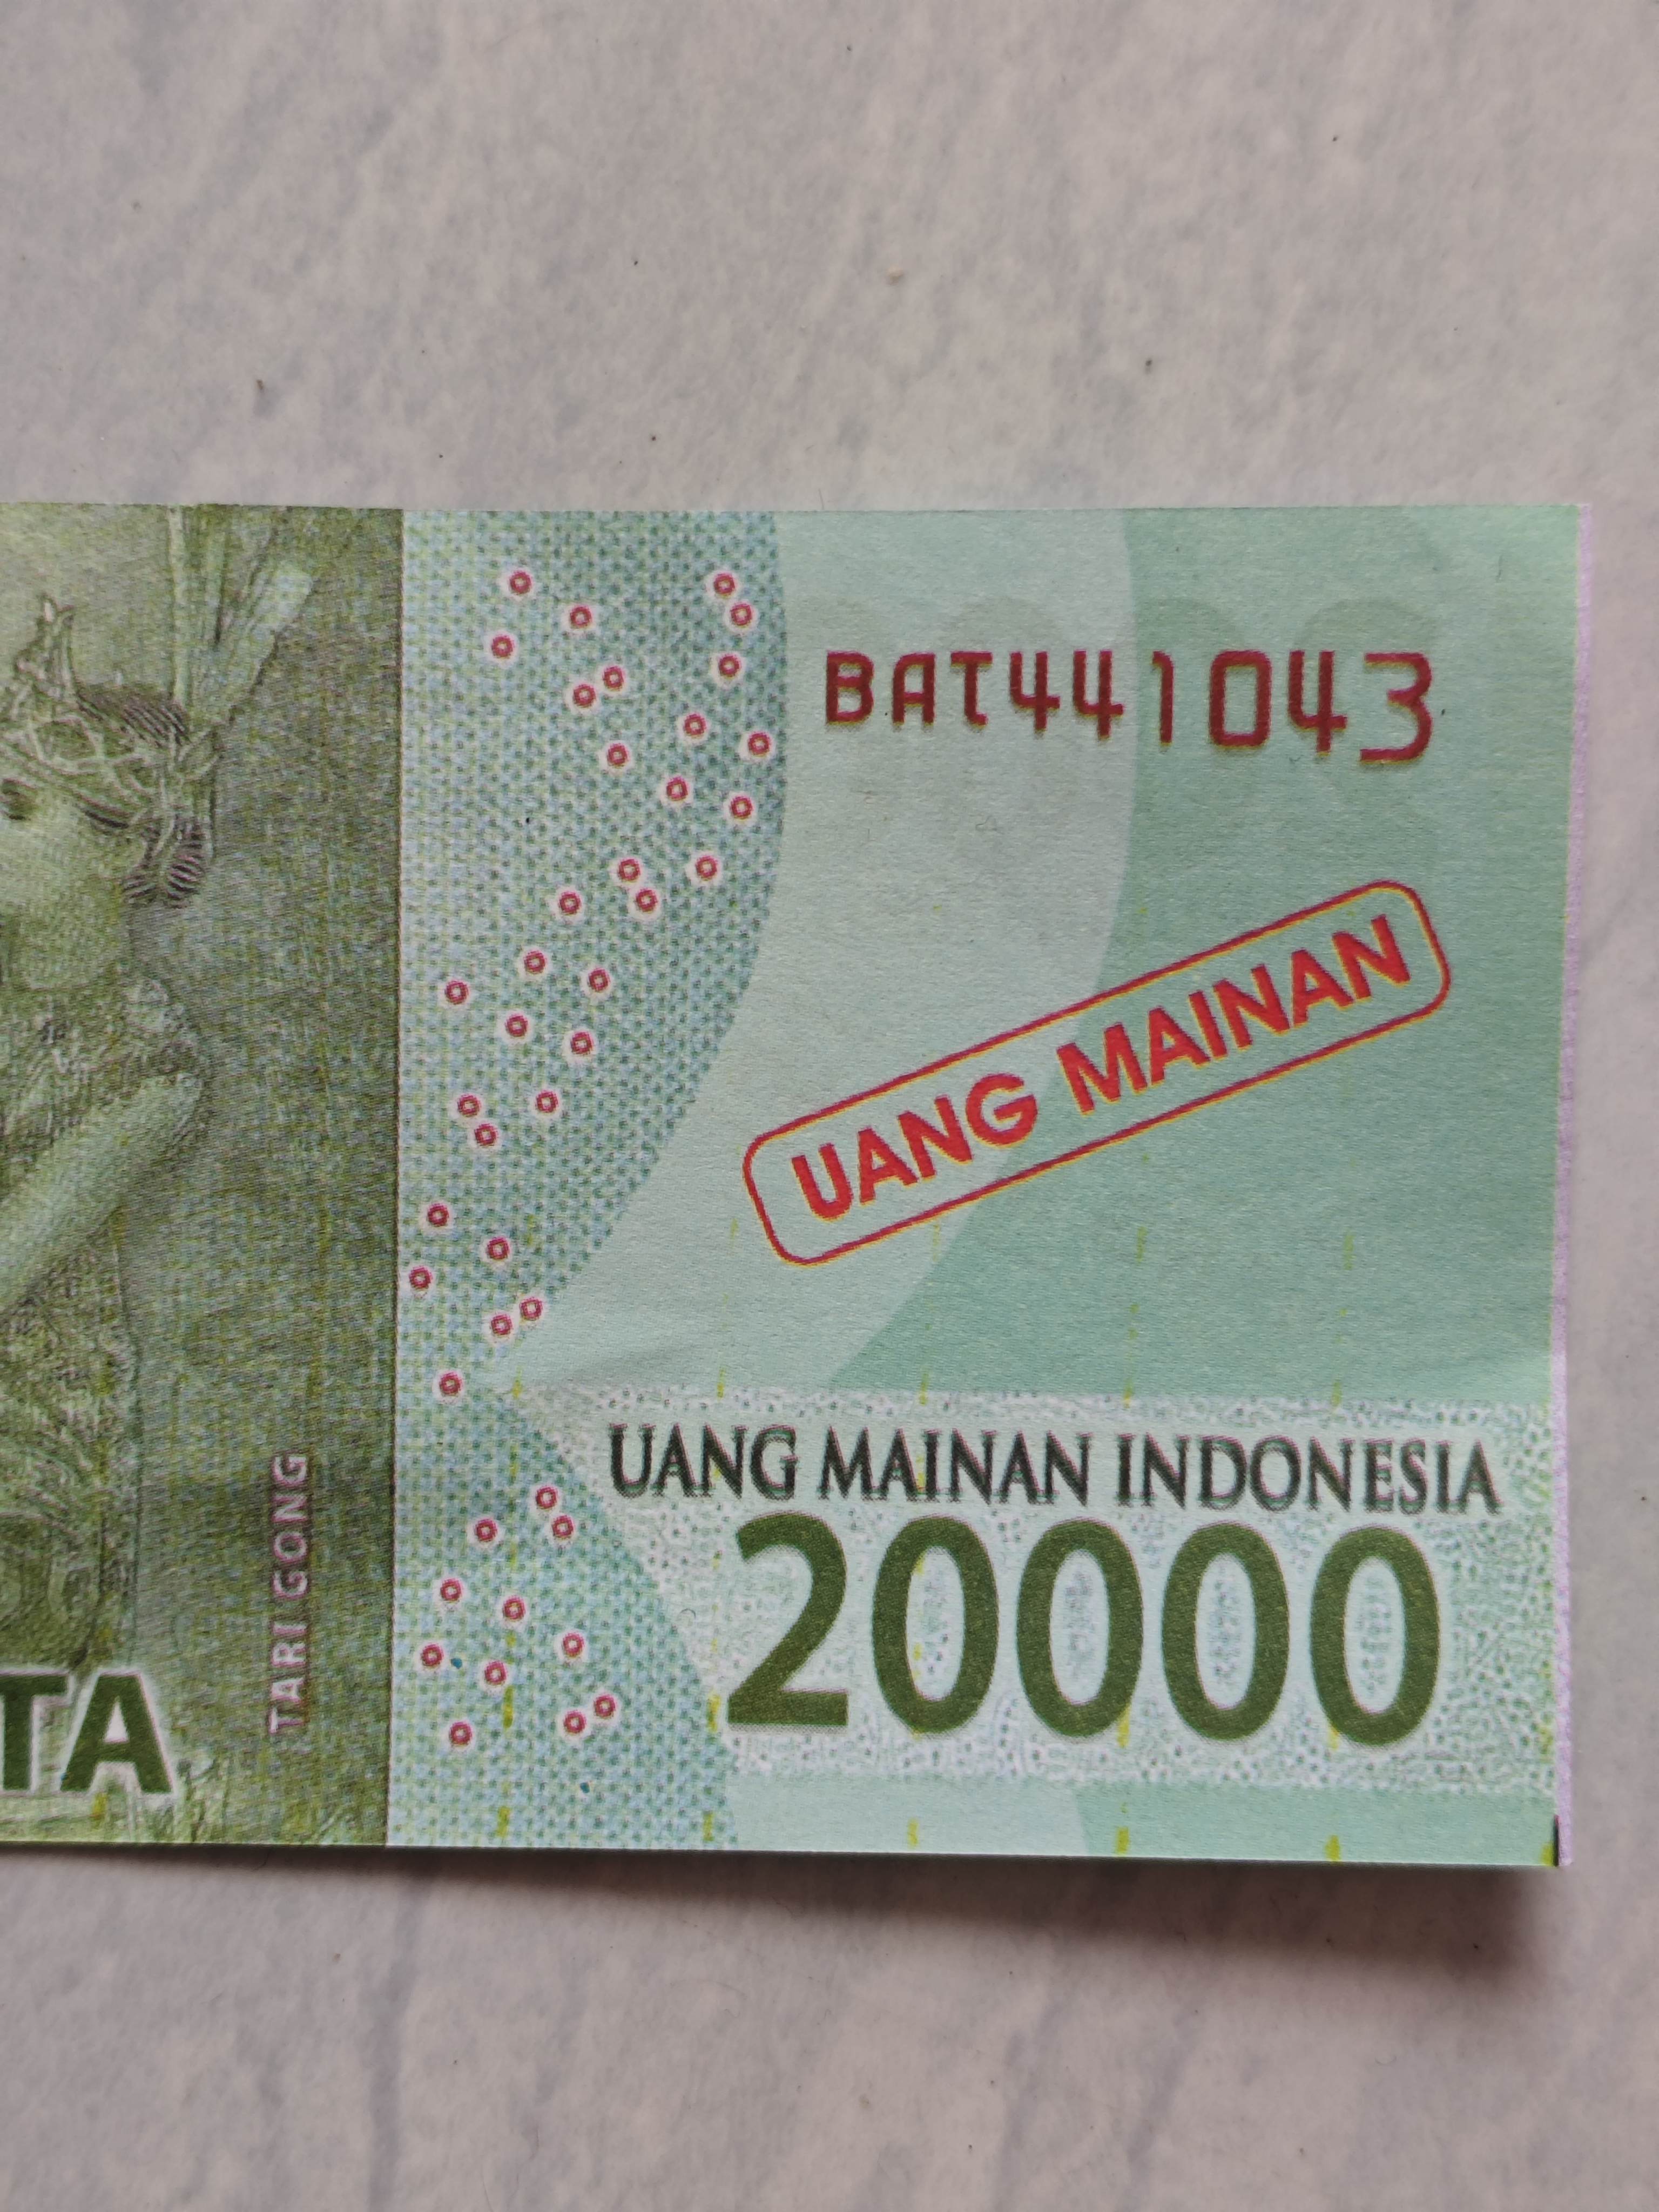 BAT441043
UANG MAINAN
UANG MAINAN INDONESIA
20000
TARI GONG
TA